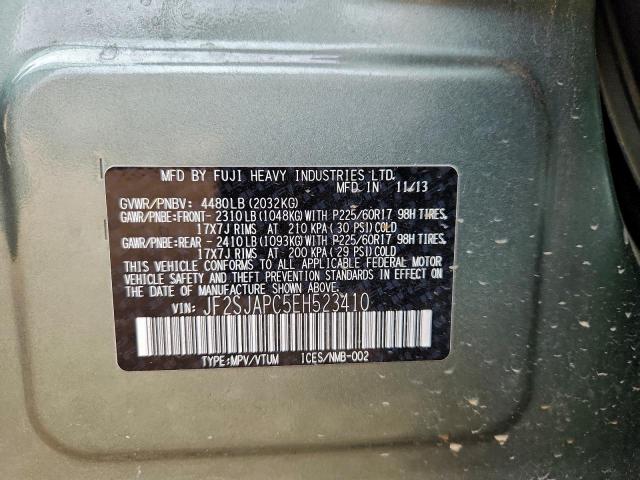 MFD BY FUJI HEAVY INDUSTRIES LTD.
MFD IN 11/13
GVWR/PNBV: 4480LB (2032KG)
GAWR/PNBE:FRONT- 2310LB (1048KG) WITH P225/60R17 98H TIRES,
17X7J RIMS AT 210 KPA (30 PSI) COLD
GAWR/PNBE:REAR - 2410LB (1093KG) WITH P225/60R17 98H TIRES,
17X7J RIMS AT 200 KPA (29 PSI) COLD
THIS VEHICLE CONFORMS TO ALL APPLICABLE FEDERAL MOTOR
VEHICLE SAFETY AND THEFT PREVENTION STANDARDS IN EFFECT
ON THE DATE OF MANUFACTURE SHOWN ABOVE.
VIN: JF2SJAPC5EH523410
TYPE:MPV/VTUM ICES/NMB-002